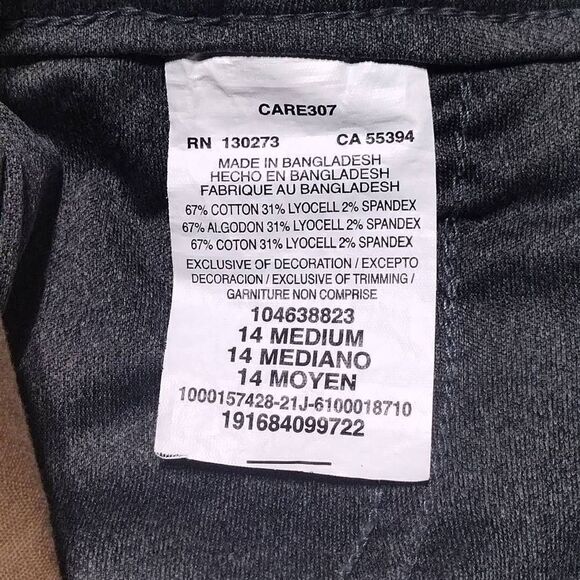 CARE307
RN 130273 CA 55394
MADE IN BANGLADESH
HECHO EN BANGLADESH
FABRIQUE AU BANGLADESH
67% COTTON 31% LYOCELL 2% SPANDEX
67% ALGODON 31% LYOCELL 2% SPANDEX
67% COTON 31% LYOCELL 2% SPANDEX
EXCLUSIVE OF DECORATION / EXCEPTO
DECORACION / EXCLUSIVE OF TRIMMING /
GARNITURE NON COMPRISE
104638823
14 MEDIUM
14 MEDIANO
14 MOYEN
1000157428-21J-6100018710
191684099722